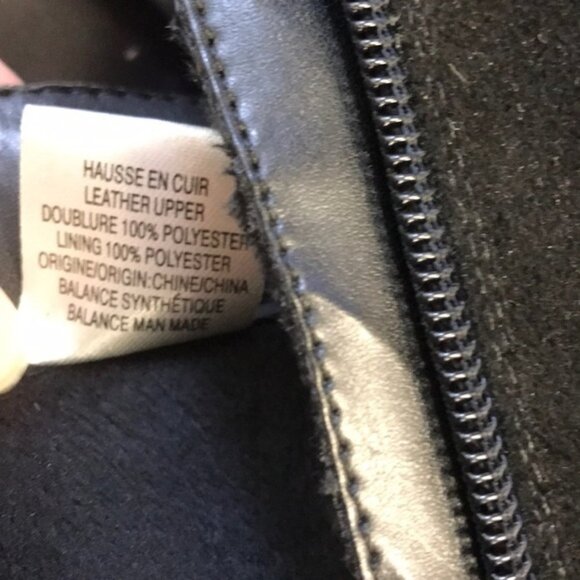 HAUSSE EN CUIR
LEATHER UPPER
DOUBLURE 100% POLYESTER
LINING 100% POLYESTER
ORIGINE/ORIGIN: CHINE/CHINA
BALANCE SYNTHÉTIQUE
BALANCE MAN MADE